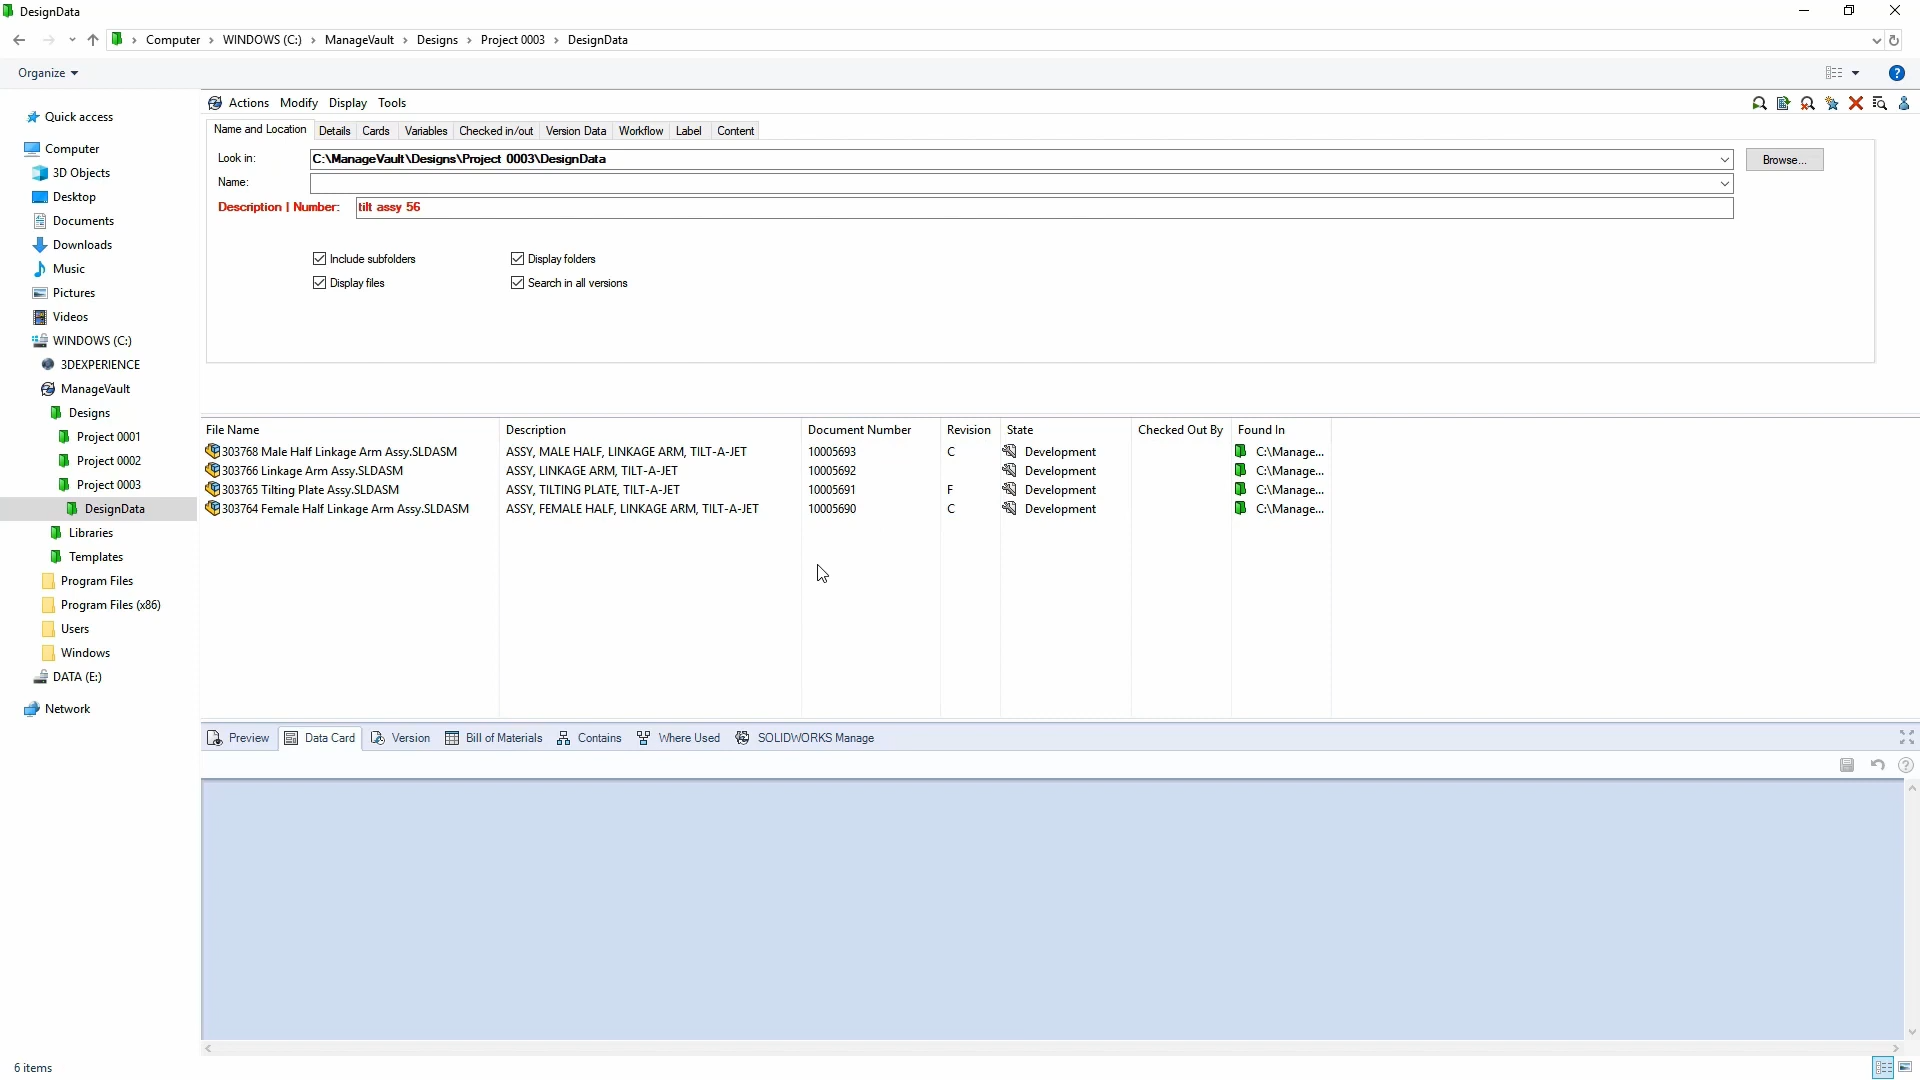 DesignData
Computer > WINDOWS (C:) > ManageVault > Designs > Project 0003 > DesignData
Organize
?
Quick access
Computer
3D Objects
Desktop
Documents
Downloads
Music
Pictures
Videos
WINDOWS (C:)
3DEXPERIENCE
ManageVault
Designs
Project 0001
Project 0002
Project 0003
DesignData
Libraries
Templates
Program Files
Program Files (x86)
Users
Windows
DATA (E:)
Network
Actions Modify Display Tools
Name and Location Details Cards Variables Checked in/out Version Data Workflow Label Content
Look in: C:\ManageVault\Designs\Project 0003\DesignData Browse...
Name:
Description | Number: tilt assy 56
Include subfolders Display folders
Display files Search in all versions
File Name Description Document Number Revision State Checked Out By Found In
303768 Male Half Linkage Arm Assy.SLDASM ASSY, MALE HALF, LINKAGE ARM, TILT-A-JET 10005693 C Development C:\Manage...
303766 Linkage Arm Assy.SLDASM ASSY, LINKAGE ARM, TILT-A-JET 10005692 Development C:\Manage...
303765 Tilting Plate Assy.SLDASM ASSY, TILTING PLATE, TILT-A-JET 10005691 F Development C:\Manage...
303764 Female Half Linkage Arm Assy.SLDASM ASSY, FEMALE HALF, LINKAGE ARM, TILT-A-JET 10005690 C Development C:\Manage...
Preview Data Card Version Bill of Materials Contains Where Used SOLIDWORKS Manage
?
6 items